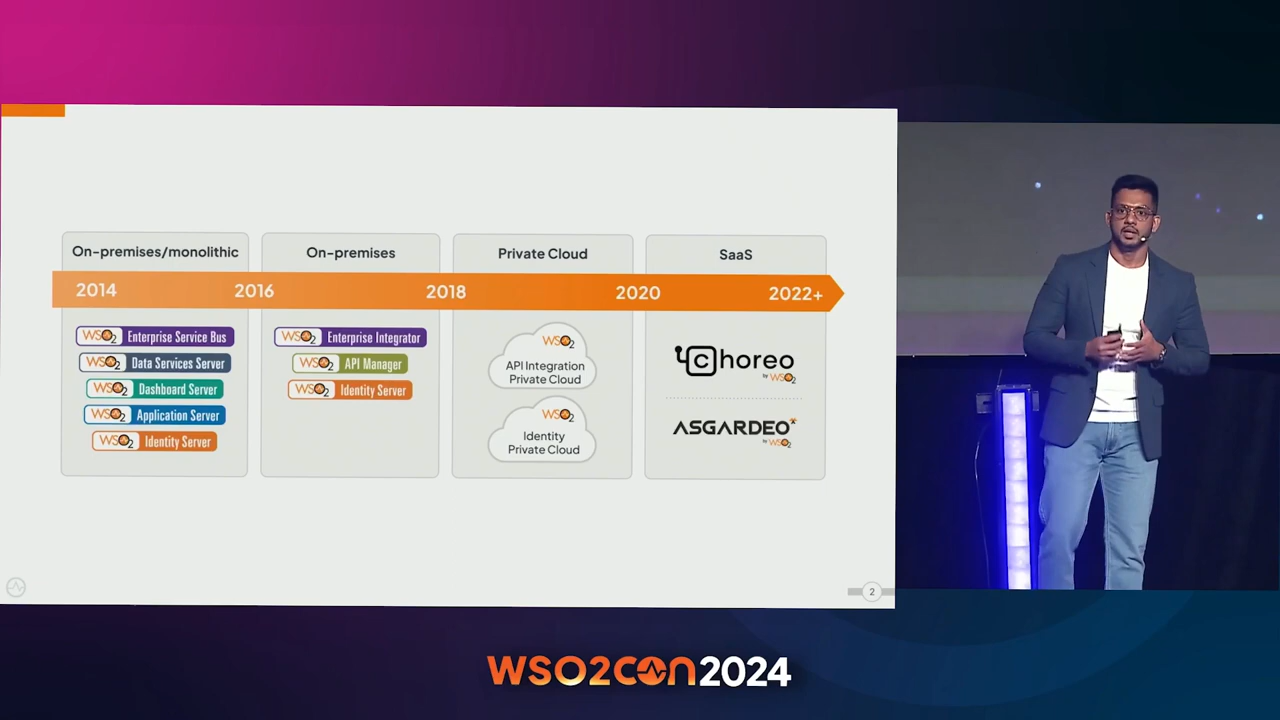 On-premises/monolithic
On-premises
Private Cloud
SaaS
2014
2016
2018
2020
2022+
WSO2 Enterprise Service Bus
WSO2 Data Services Server
WSO2 Dashboard Server
WSO2 Application Server
WSO2 Identity Server
WSO2 Enterprise Integrator
WSO2 API Manager
WSO2 Identity Server
WSO2
API Integration
Private Cloud
WSO2
Identity
Private Cloud
Choreo
by WSO2
ASGARDEO
by WSO2
2
WSO2CON2024